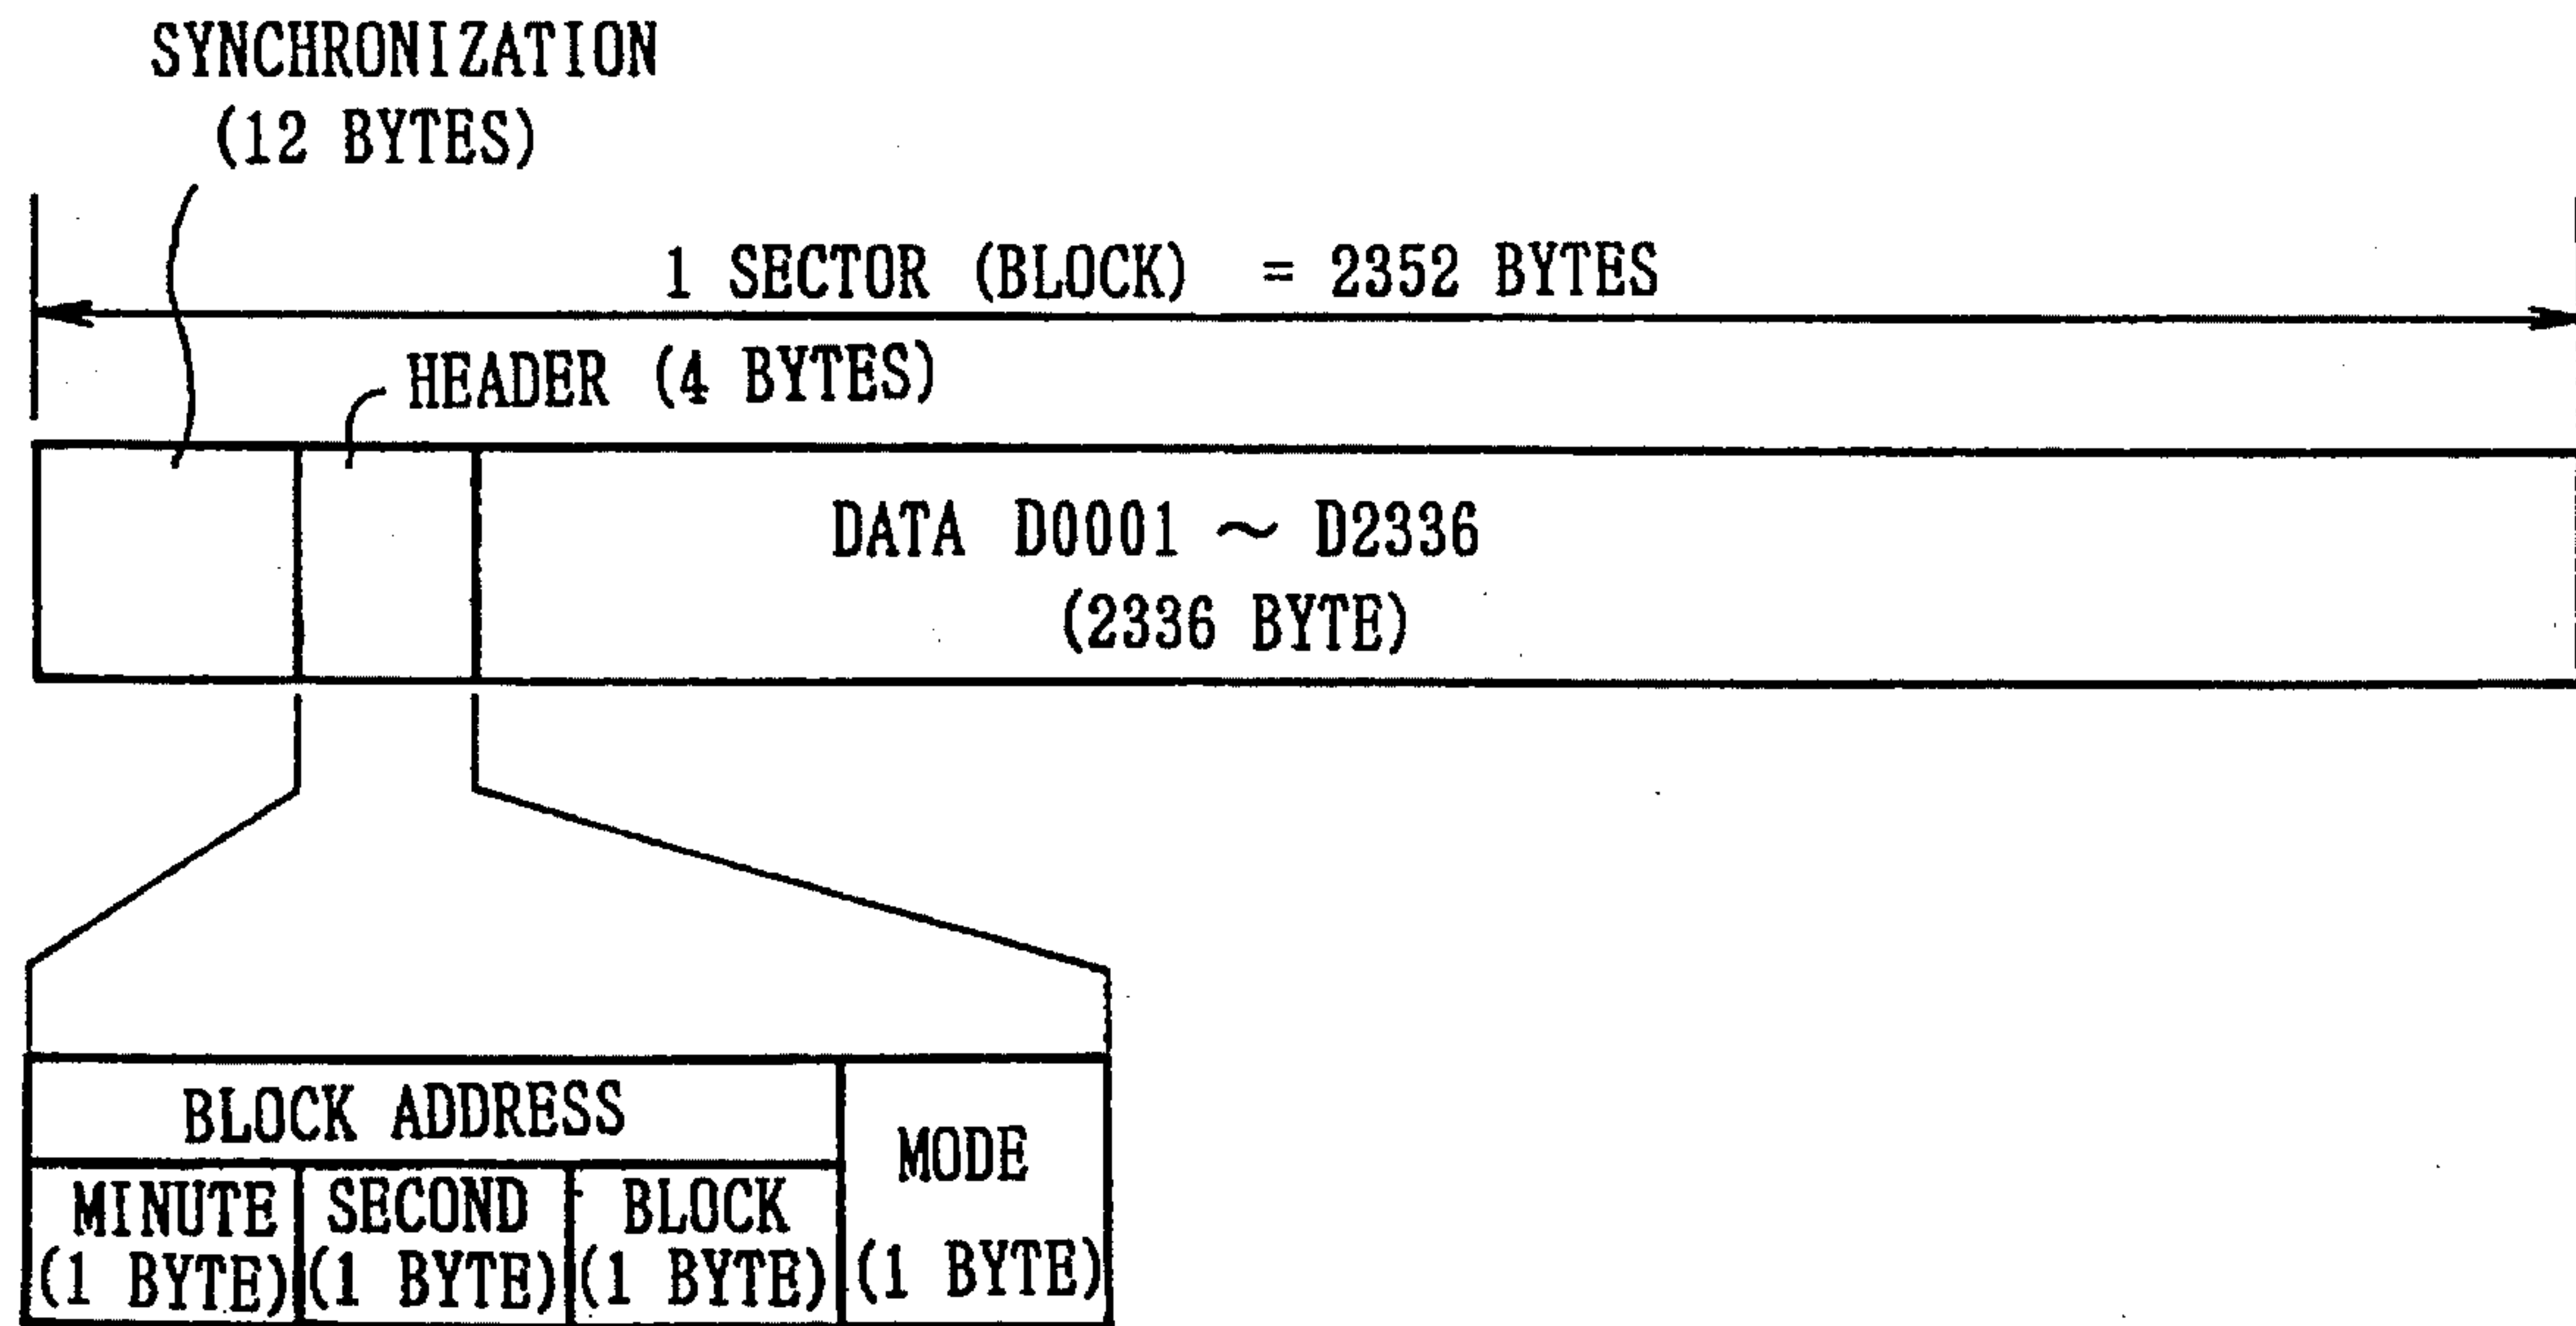 SYNCHRONIZATION
(12 BYTES)
1 SECTOR (BLOCK) = 2352 BYTES
HEADER (4 BYTES)
DATA D0001 ～ D2336
(2336 BYTE)
BLOCK ADDRESS
MODE
(1 BYTE)
MINUTE
(1 BYTE)
SECOND
(1 BYTE)
BLOCK
(1 BYTE)